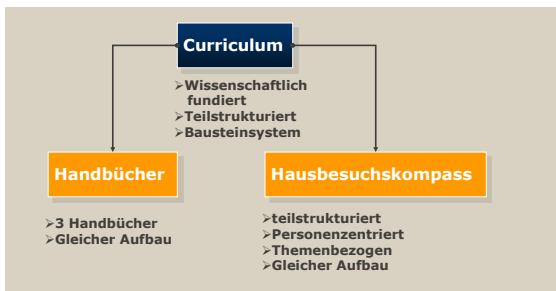 Curriculum
➢Wissenschaftlich
fundiert
➢Teilstrukturiert
➢Bausteinsystem
Handbücher
➢3 Handbücher
➢Gleicher Aufbau
Hausbesuchskompass
➢teilstrukturiert
➢Personenzentriert
➢Themenbezogen
➢Gleicher Aufbau